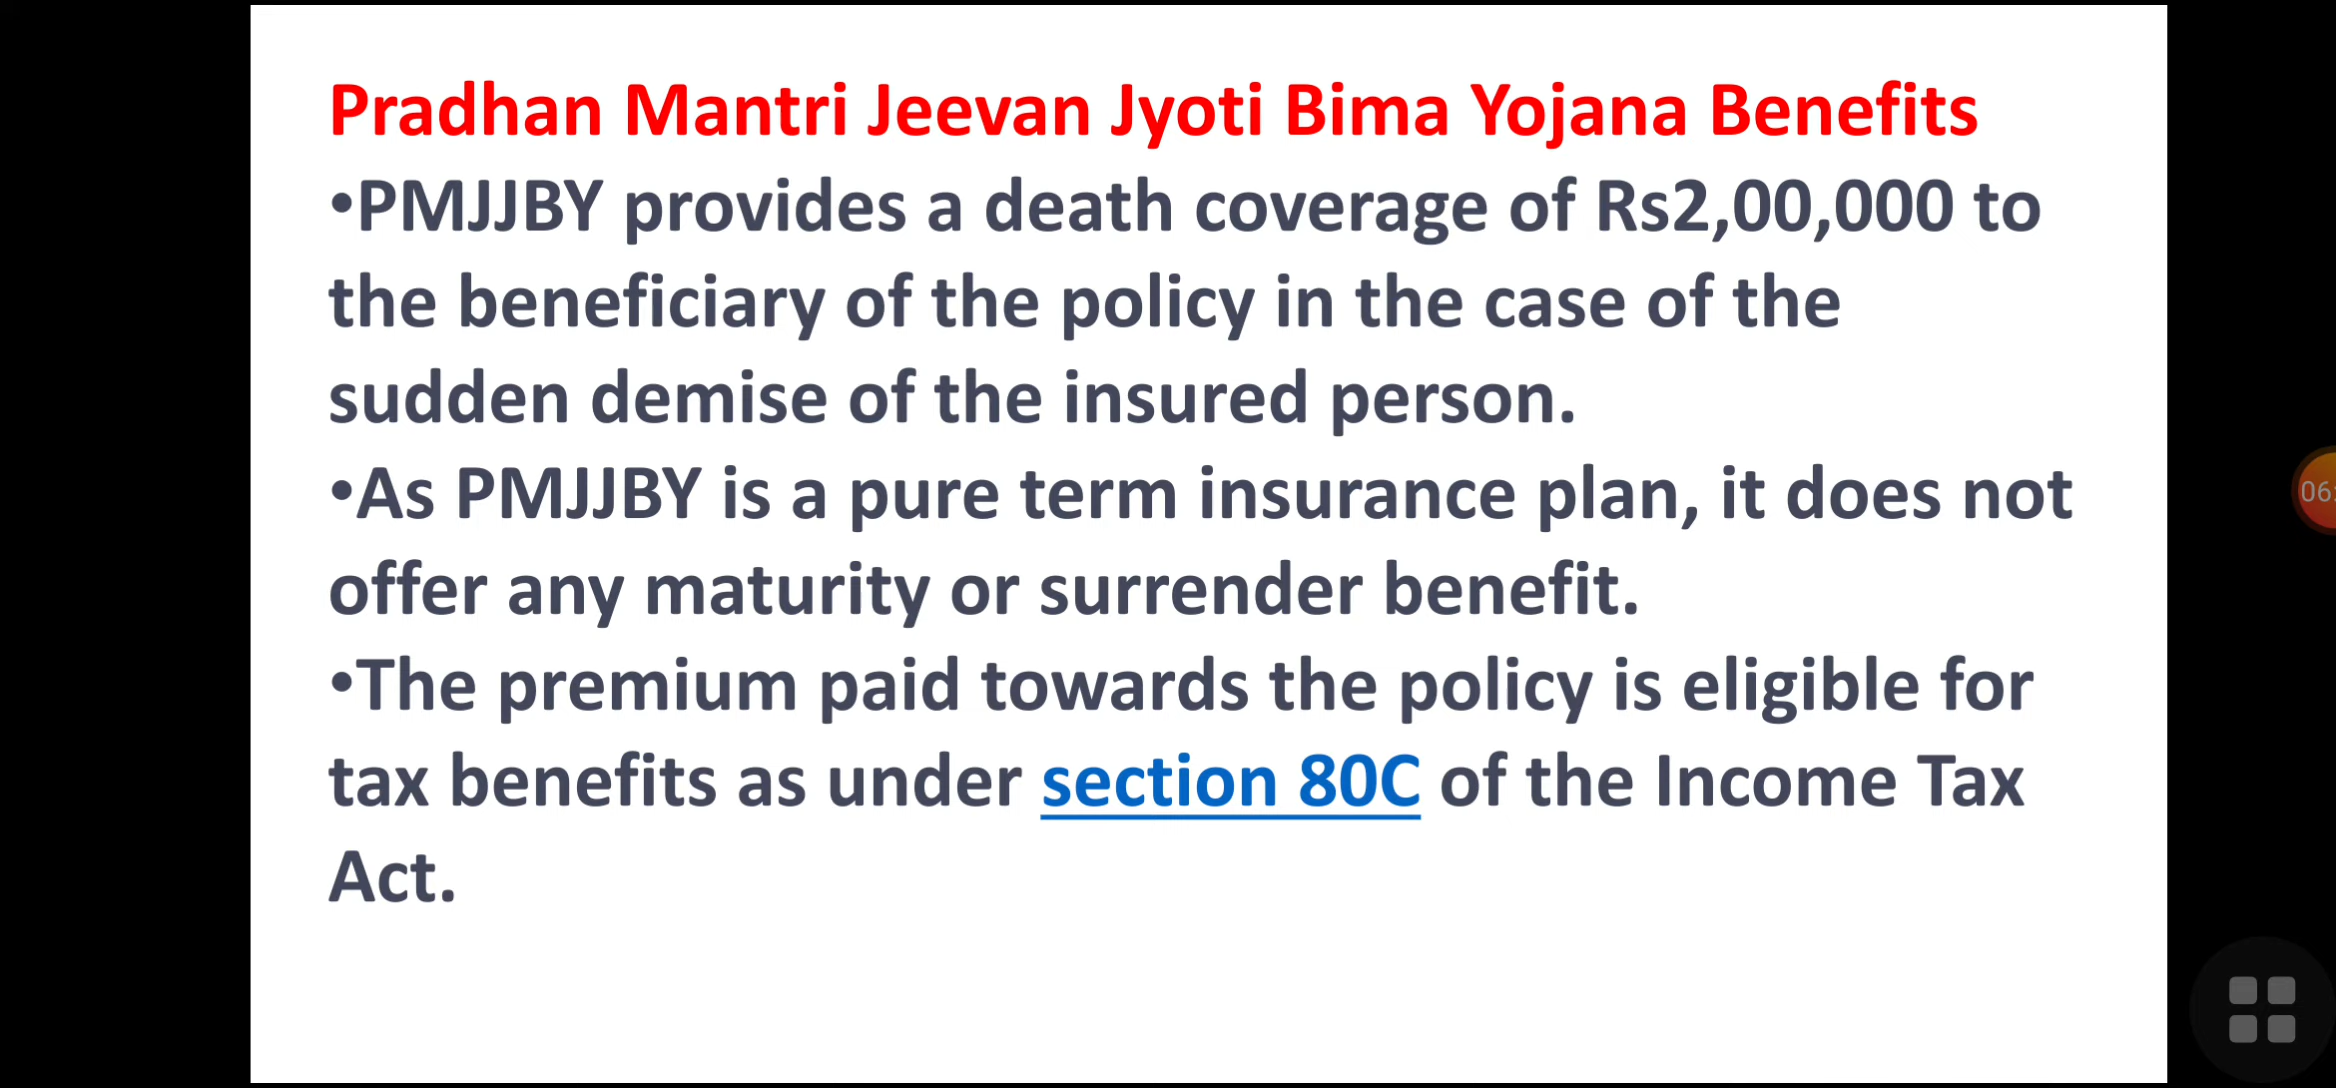 Pradhan Mantri Jeevan Jyoti Bima Yojana Benefits
•PMJJBY provides a death coverage of Rs2,00,000 to
the beneficiary of the policy in the case of the
sudden demise of the insured person.
•As PMJJBY is a pure term insurance plan, it does not
offer any maturity or surrender benefit.
•The premium paid towards the policy is eligible for
tax benefits as under section 80C of the Income Tax
Act.
06: